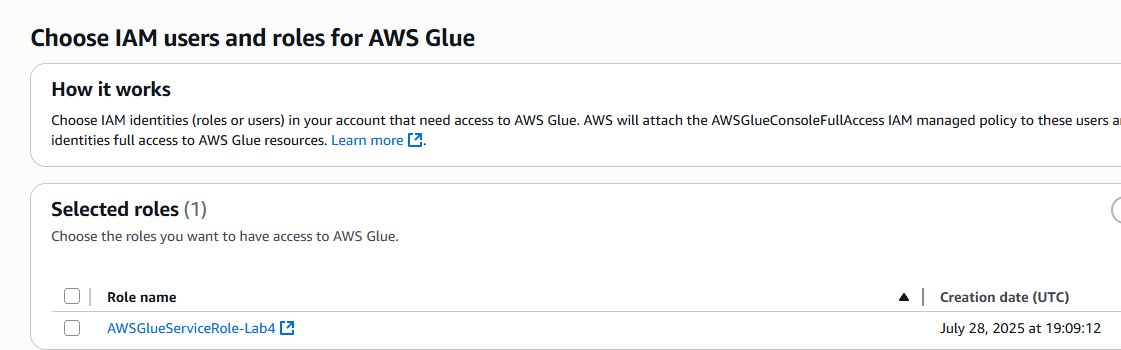 Choose IAM users and roles for AWS Glue
How it works
Choose IAM identities (roles or users) in your account that need access to AWS Glue. AWS will attach the AWSGlueConsoleFullAccess IAM managed policy to these users
identities full access to AWS Glue resources. Learn more.
Selected roles (1)
Choose the roles you want to have access to AWS Glue.
Role name Creation date (UTC)
AWSGlueServiceRole-Lab4 July 28, 2025 at 19:09:12